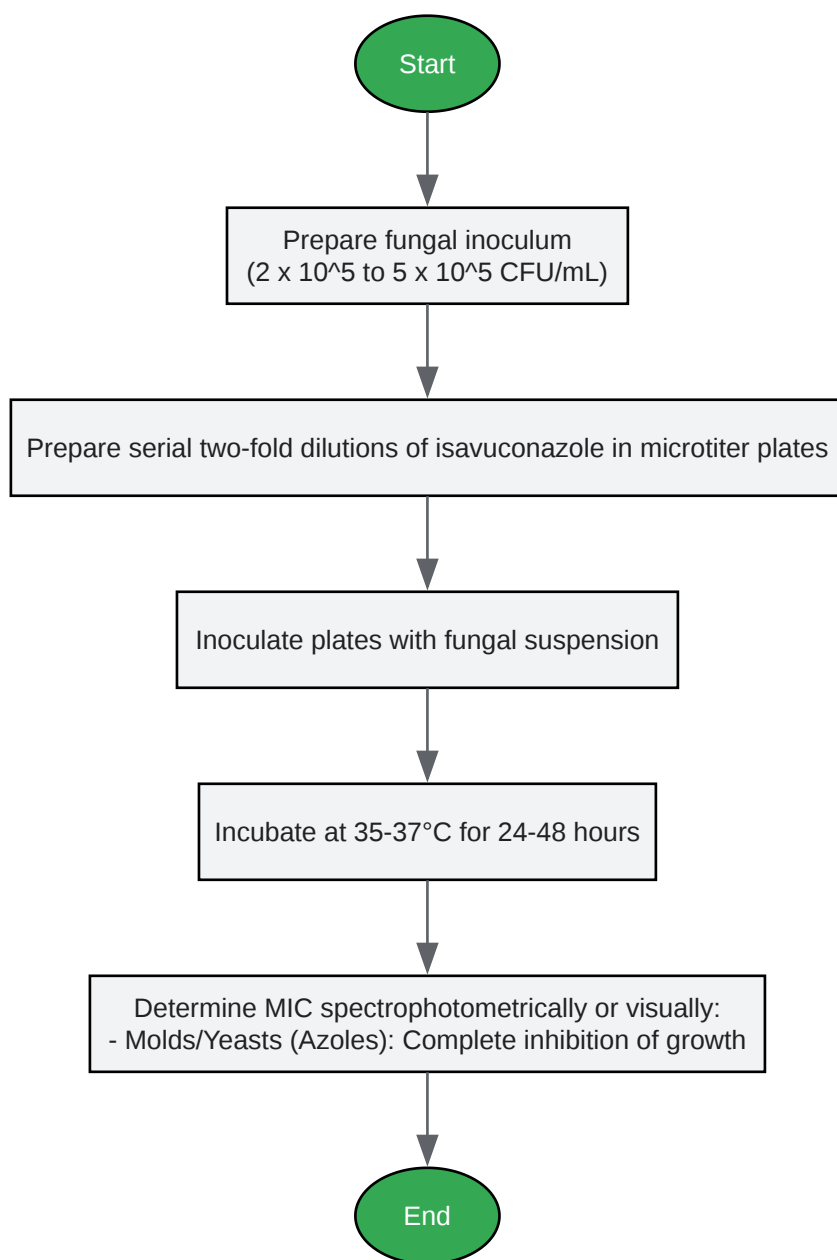 Start
Prepare fungal inoculum
(2 x 10^5 to 5 x 10^5 CFU/mL)
Prepare serial two-fold dilutions of isavuconazole in microtiter plates
Inoculate plates with fungal suspension
Incubate at 35-37°C for 24-48 hours
Determine MIC spectrophotometrically or visually:
- Molds/Yeasts (Azoles): Complete inhibition of growth
End